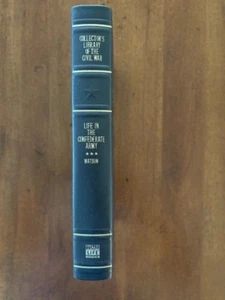 COLLECTOR'S
LIBRARY
OF THE
CIVIL WAR
LIFE IN
THE
CONFEDERATE
ARMY
WATSON
TIME
LIFE
BOOKS